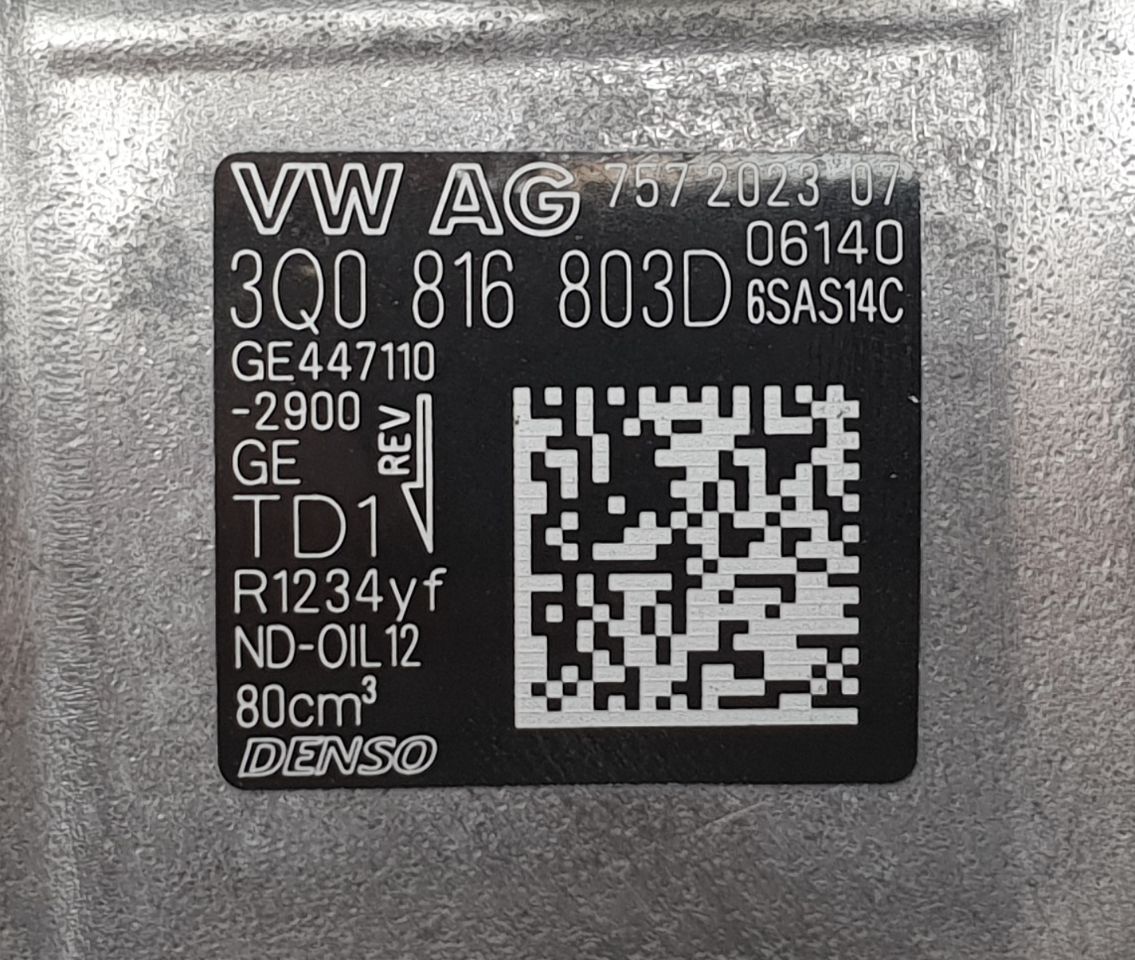 VW AG 757 2023 07
06140
3Q0 816 803D 6SAS14C
GE447110
-2900
REV
GE
TD1
R1234yf
ND-OIL12
80cm³
DENSO